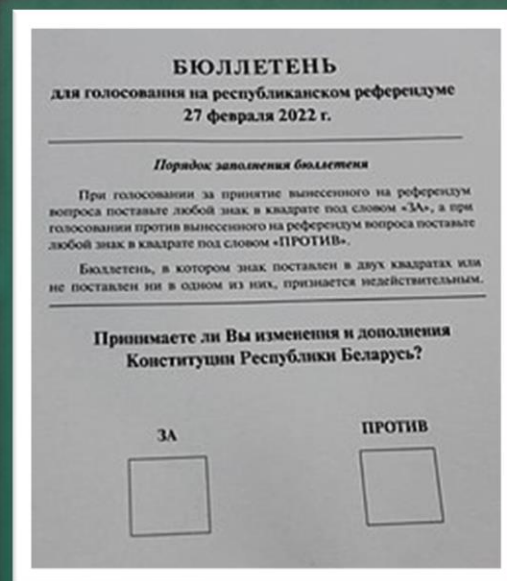 БЮЛЛЕТЕНЬ
для голосования на республиканском референдуме
27 февраля 2022 г.
Порядок заполнения бюллетеня
При голосовании за принятие вынесенного на референдум
вопроса поставьте любой знак в квадрате под словом «ЗА», а при
голосовании против вынесенного на референдум вопроса поставьте
любой знак в квадрате под словом «ПРОТИВ».
Бюллетень, в котором знак поставлен в двух квадратах или
не поставлен ни в одном из них, признается недействительным.
Принимаете ли Вы изменения и дополнения
Конституции Республики Беларусь?
ЗА ПРОТИВ